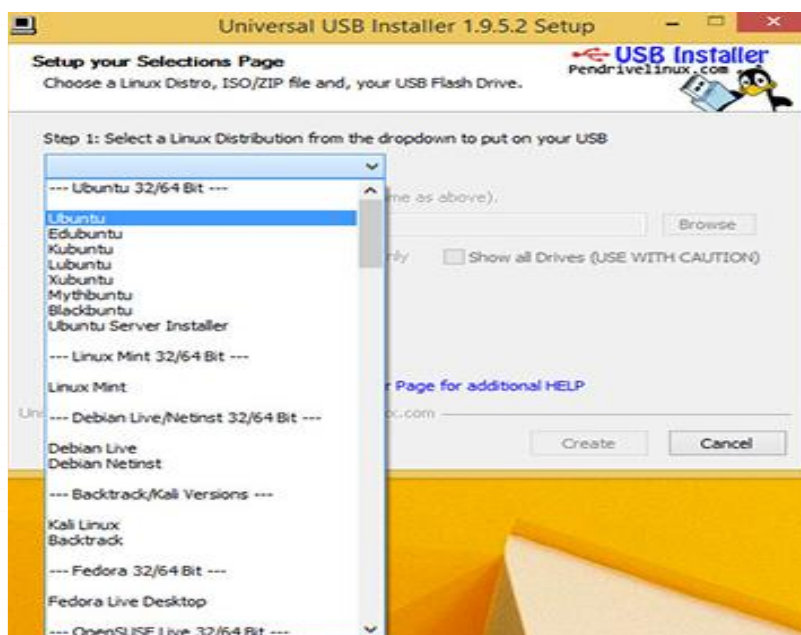 Universal USB Installer 1.9.5.2 Setup
Setup your Selections Page
Choose a Linux Distro, ISO/ZIP file and, your USB Flash Drive.
USB Installer
Pendrivelinux.com
Step 1: Select a Linux Distribution from the dropdown to put on your USB
--- Ubuntu 32/64 Bit ---
Ubuntu
Edubuntu
Kubuntu
Lubuntu
Xubuntu
Mythbuntu
Blackbuntu
Ubuntu Server Installer
--- Linux Mint 32/64 Bit ---
Linux Mint
--- Debian Live/Netinst 32/64 Bit ---
Debian Live
Debian Netinst
--- Backtrack/Kali Versions ---
Kali Linux
Backtrack
--- Fedora 32/64 Bit ---
Fedora Live Desktop
--- OpenSUSE Live 32/64 Bit ---
as above).
Browse
Show all Drives (USE WITH CAUTION)
Page for additional HELP
Create
Cancel